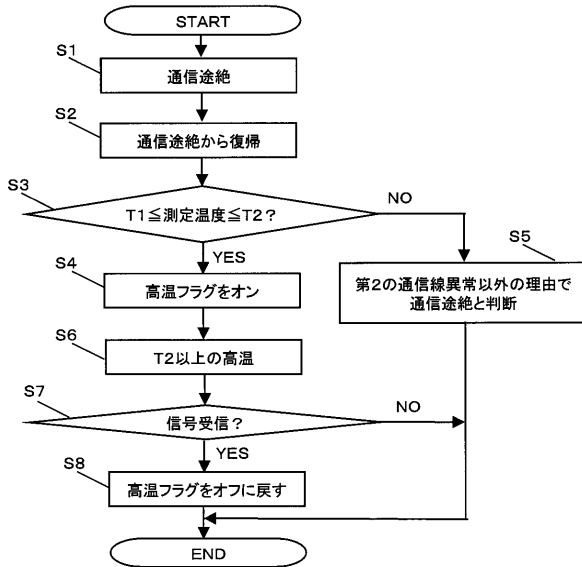 START
S1
通信途絶
S2
通信途絶から復帰
S3
T1≦測定温度≦T2?
NO
YES
S4
高温フラグをオン
S5
第2の通信線異常以外の理由で
通信途絶と判断
S6
T2以上の高温
S7
信号受信?
NO
YES
S8
高温フラグをオフに戻す
END